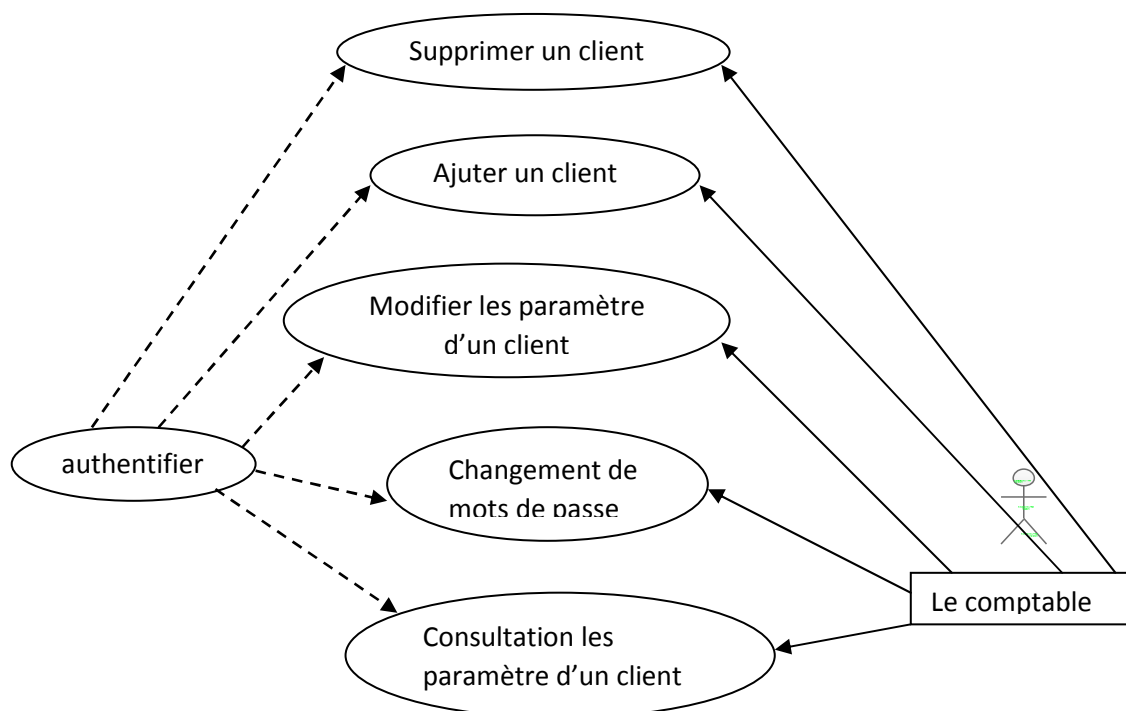 Supprimer un client
Ajuter un client
Modifier les paramètre
d’un client
authentifier
Changement de
mots de passe
Le comptable
Consultation les
paramètre d’un client